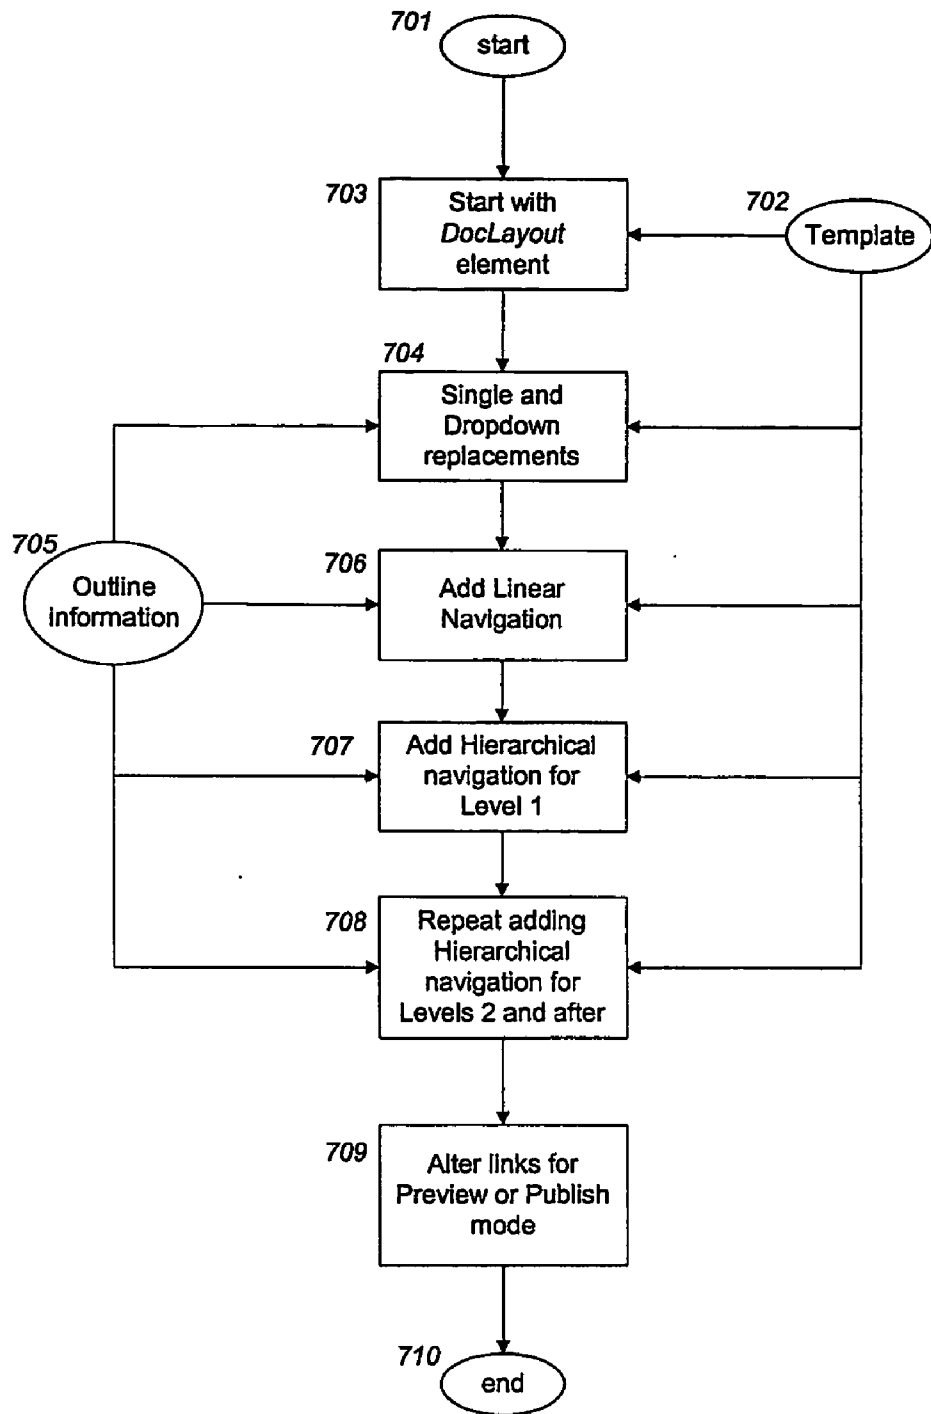 701
start
703
Start with
DocLayout
element
702
Template
704
Single and
Dropdown
replacements
705
Outline
information
706
Add Linear
Navigation
707
Add Hierarchical
navigation for
Level 1
708
Repeat adding
Hierarchical
navigation for
Levels 2 and after
709
Alter links for
Preview or Publish
mode
710
end